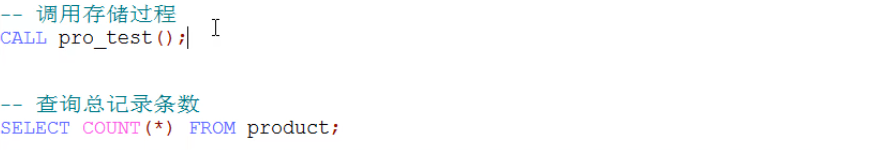 -- 调用存储过程
CALL pro_test();
-- 查询总记录条数
SELECT COUNT(*) FROM product;